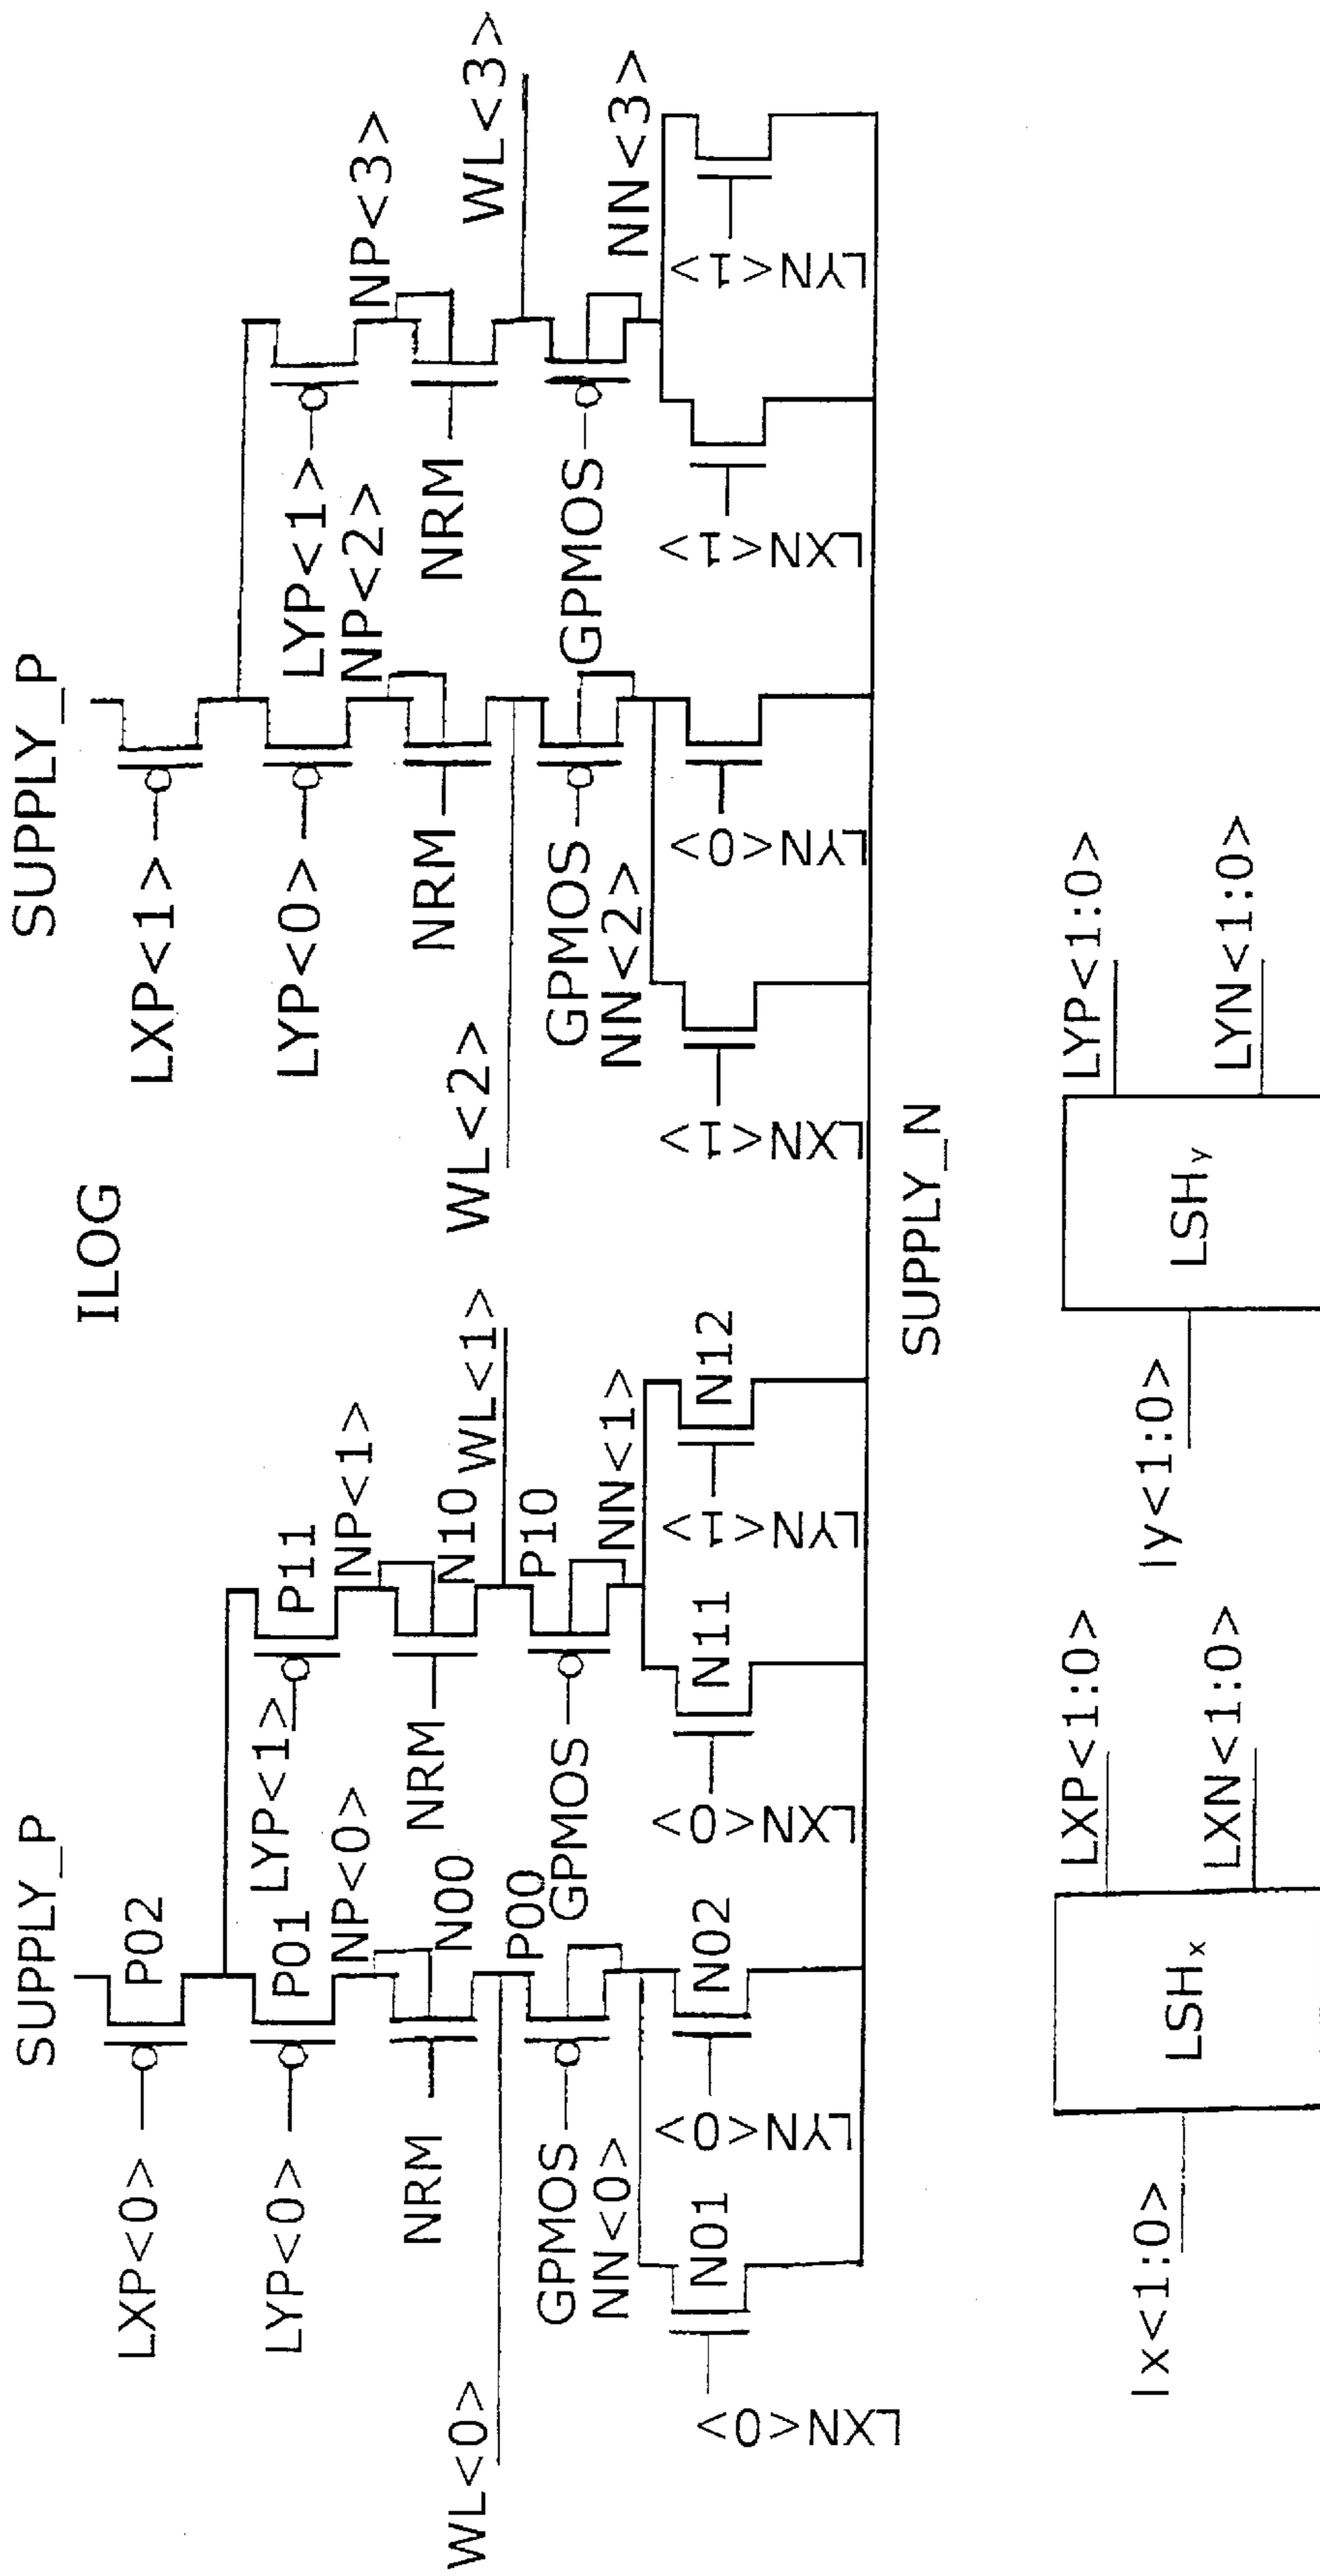 SUPPLY_P
SUPPLY_P
ILOG
LXP<0>
P02
LXP<1>
LYP<0>
P01
LYP<1>
P11
LYP<0>
LYP<1>
NP<0>
NP<1>
NP<2>
NP<3>
NRM
N00
NRM
N10
NRM
NRM
WL<0>
WL<1>
WL<2>
WL<3>
P00
P10
GPMOS
GPMOS
GPMOS
GPMOS
NN<0>
NN<1>
NN<2>
NN<3>
N01
N02
N11
N12
LXN<0>
LYN<0>
LXN<0>
LYN<1>
LXN<1>
LYN<0>
LXN<1>
LYN<1>
SUPPLY_N
lx<1:0>
LSHx
LXP<1:0>
LXN<1:0>
ly<1:0>
LSHy
LYP<1:0>
LYN<1:0>